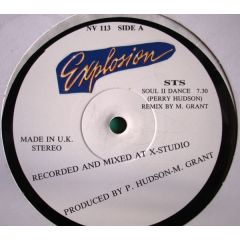 NV 113 SIDE A
Explosion
STS
SOUL II DANCE 7.30
(PERRY HUDSON)
REMIX BY M. GRANT
MADE IN U.K.
STEREO
RECORDED AND MIXED AT X-STUDIO
PRODUCED BY P. HUDSON-M. GRANT